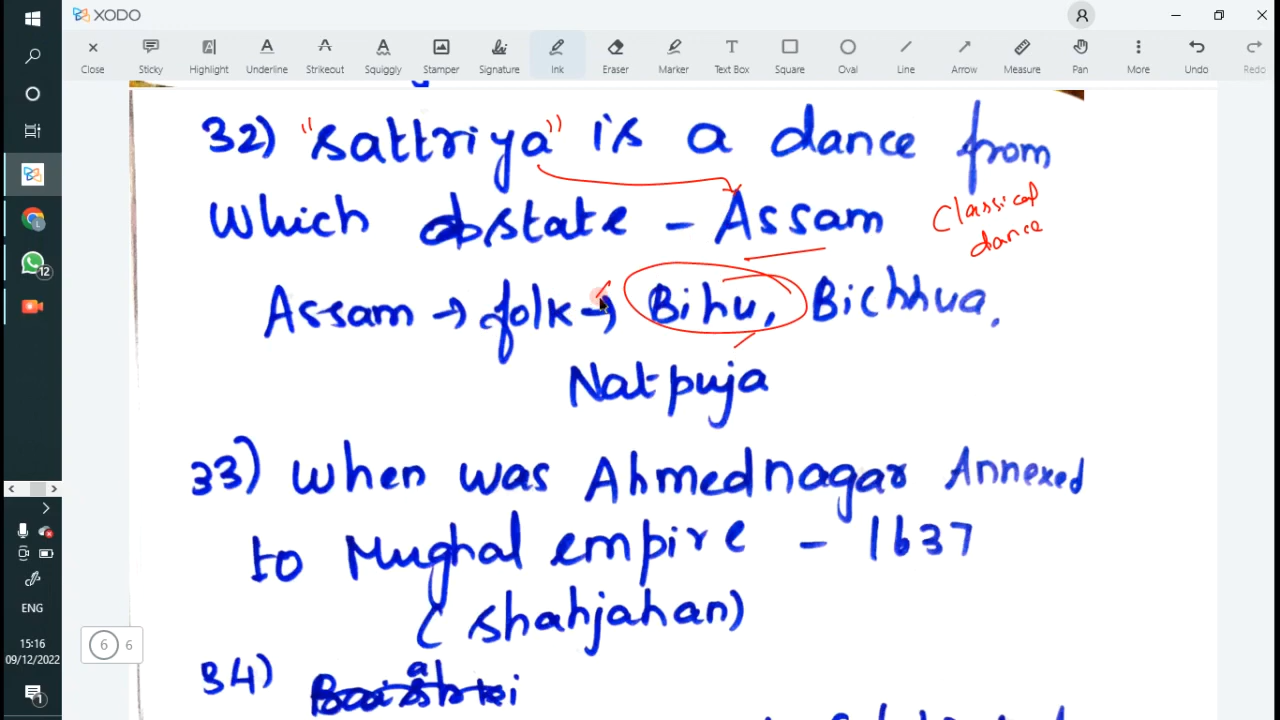 XODO
Close Sticky Highlight Underline Strikeout Squiggly Stamper Signature Ink Eraser Marker Text Box Square Oval Line Arrow Measure Pan More Undo Redo
32) "Sattriya" is a dance from
which state - Assam
Classical
dance
Assam → folk → Bihu, Bichhua,
Natpuja
33) When was Ahmednagar Annexed
to Mughal empire - 1637
(Shahjahan)
34)
6 6
12
ENG
15:16
09/12/2022
1